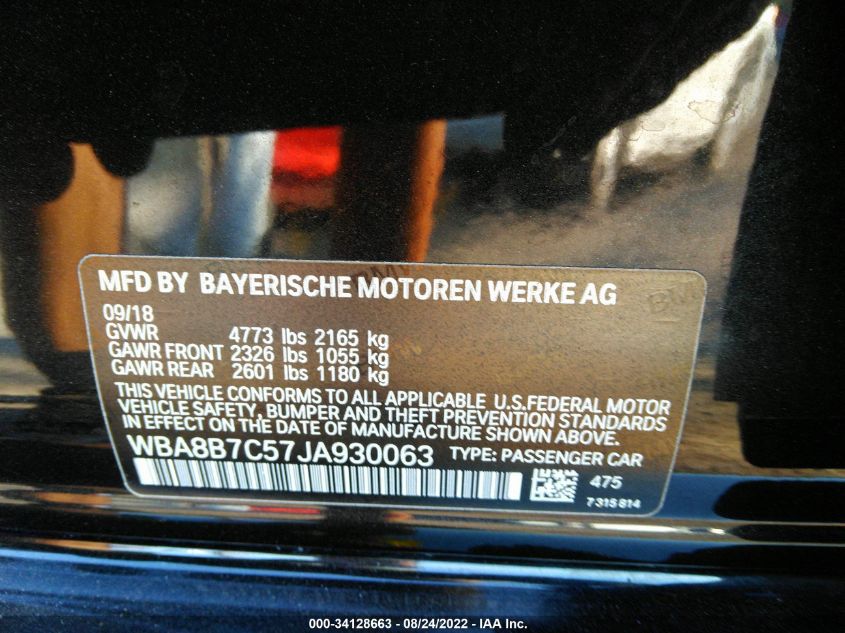 MFD BY BAYERISCHE MOTOREN WERKE AG
09/18
GVWR 4773 lbs 2165 kg
GAWR FRONT 2326 lbs 1055 kg
GAWR REAR 2601 lbs 1180 kg
THIS VEHICLE CONFORMS TO ALL APPLICABLE U.S.FEDERAL MOTOR
VEHICLE SAFETY, BUMPER AND THEFT PREVENTION STANDARDS
IN EFFECT ON THE DATE OF MANUFACTURE SHOWN ABOVE.
WBA8B7C57JA930063 TYPE: PASSENGER CAR
475
7 315 814
000-34128663 - 08/24/2022 - IAA Inc.